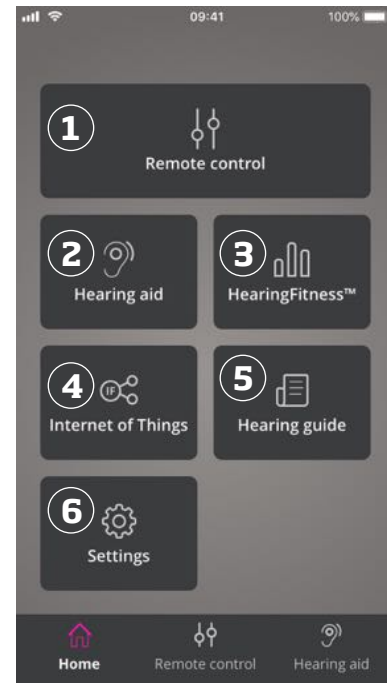 09:41 100%
1
Remote control
2 3
Hearing aid HearingFitness™
4 IF 5
Internet of Things Hearing guide
6
Settings
Home Remote control Hearing aid